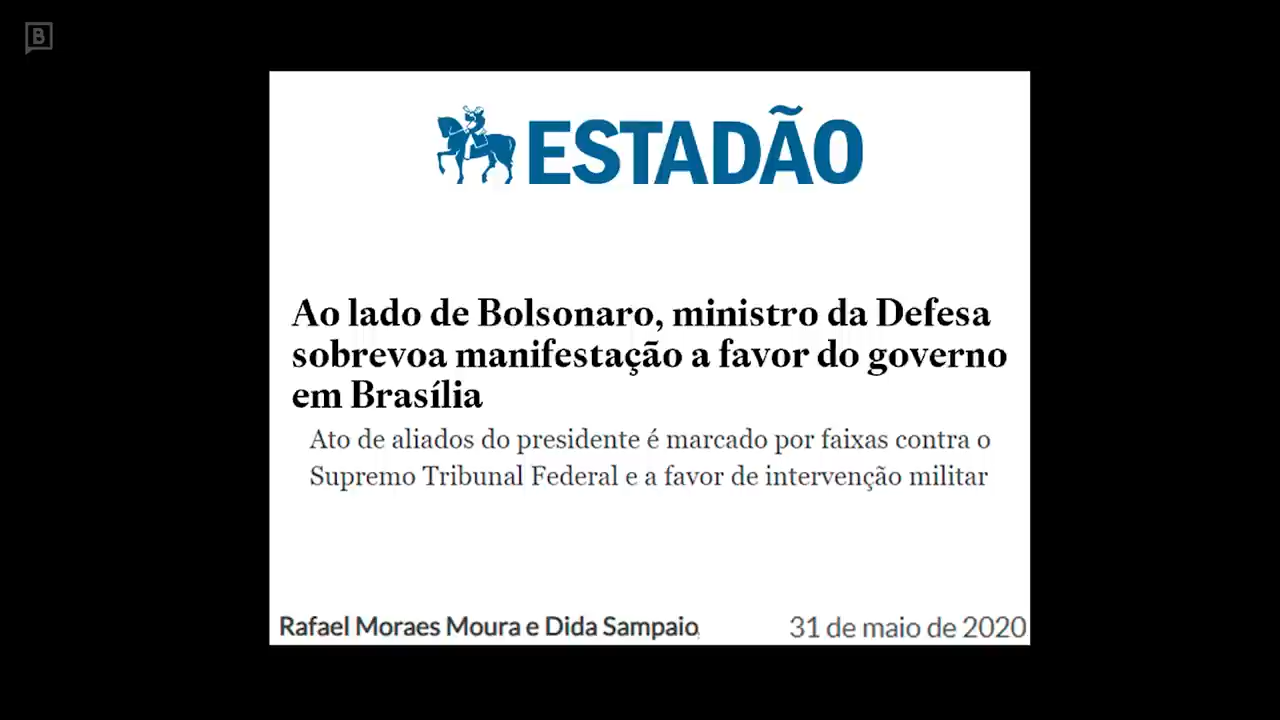 B
ESTADÃO
Ao lado de Bolsonaro, ministro da Defesa
sobrevoa manifestação a favor do governo
em Brasília
Ato de aliados do presidente é marcado por faixas contra o
Supremo Tribunal Federal e a favor de intervenção militar
Rafael Moraes Moura e Dida Sampaio
31 de maio de 2020